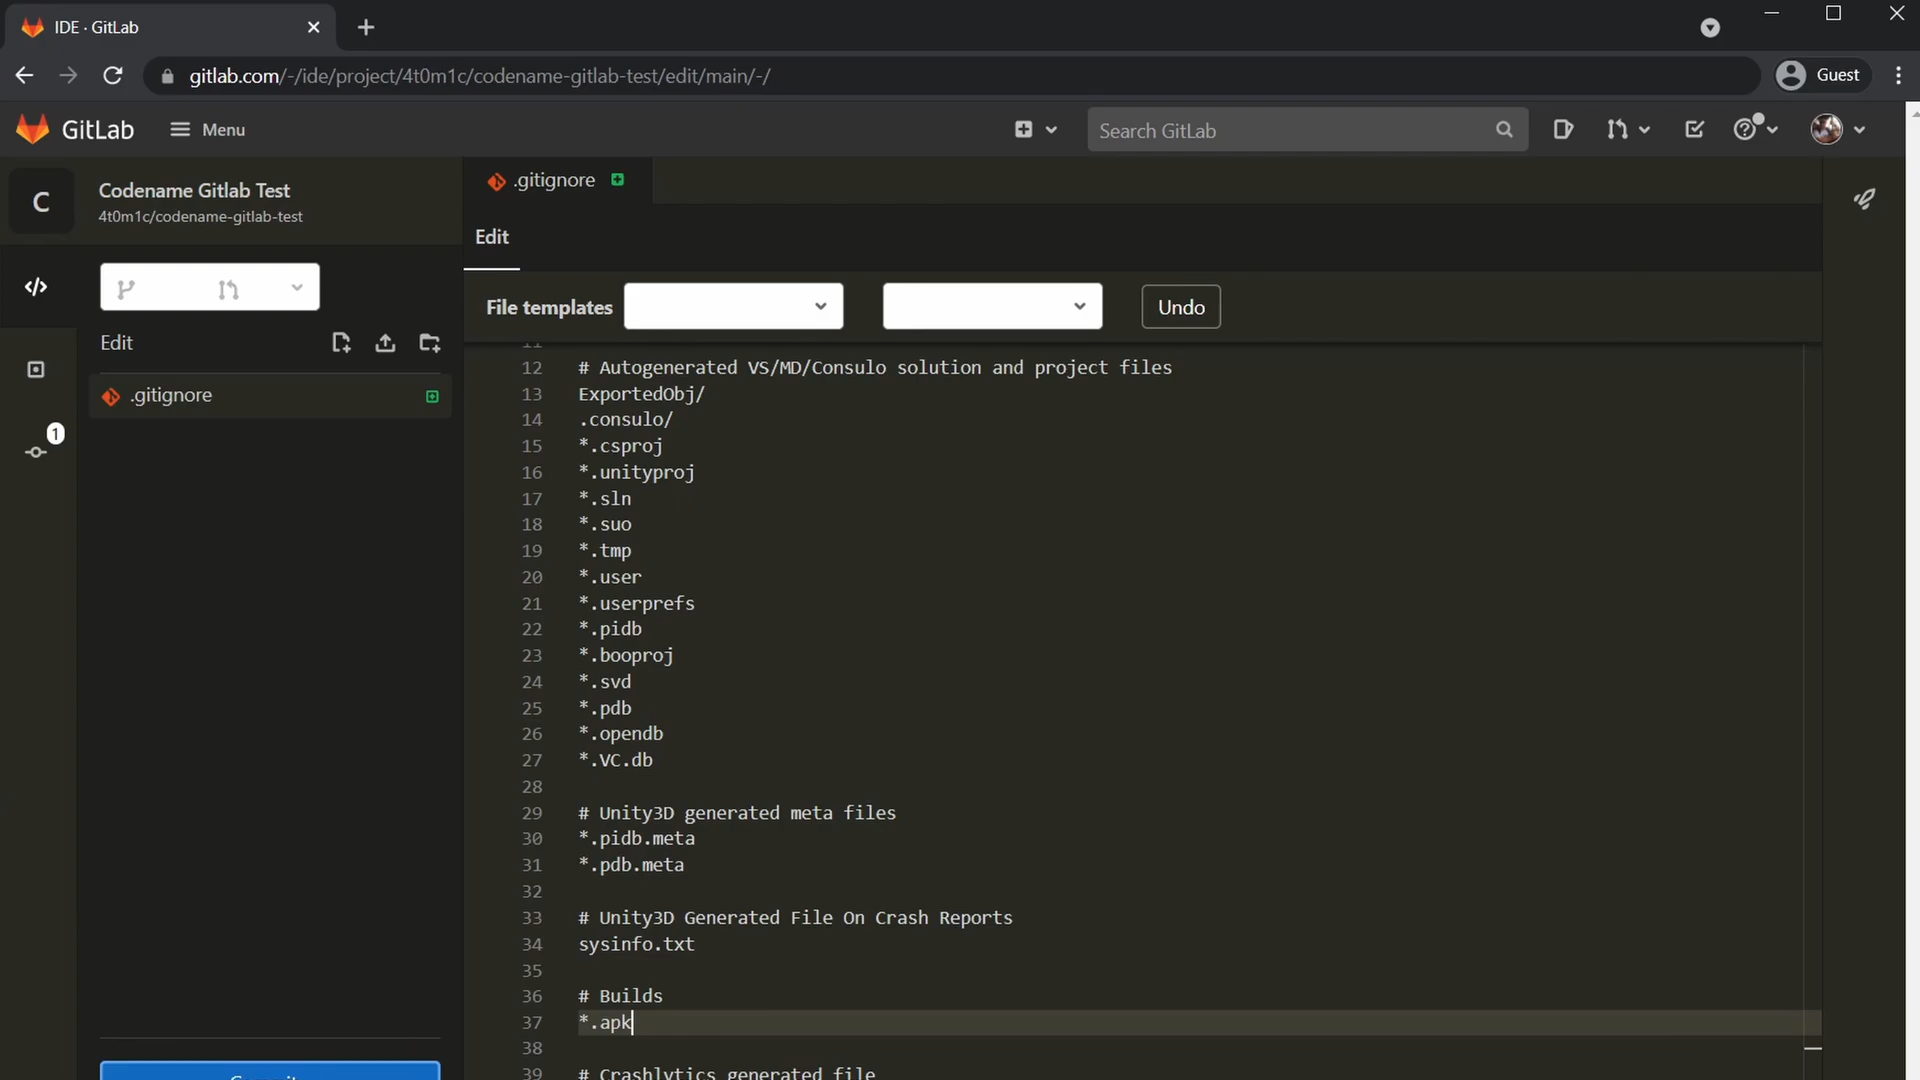 IDE · GitLab
gitlab.com/-/ide/project/4t0m1c/codename-gitlab-test/edit/main/-/
Guest
GitLab
Menu
Search GitLab
C
Codename Gitlab Test
4t0m1c/codename-gitlab-test
.gitignore
Edit
File templates
Undo
Edit
.gitignore
1
11
12 # Autogenerated VS/MD/Consulo solution and project files
13 ExportedObj/
14 .consulo/
15 *.csproj
16 *.unityproj
17 *.sln
18 *.suo
19 *.tmp
20 *.user
21 *.userprefs
22 *.pidb
23 *.booproj
24 *.svd
25 *.pdb
26 *.opendb
27 *.VC.db
28
29 # Unity3D generated meta files
30 *.pidb.meta
31 *.pdb.meta
32
33 # Unity3D Generated File On Crash Reports
34 sysinfo.txt
35
36 # Builds
37 *.apk
38
39 # Crashlytics generated file